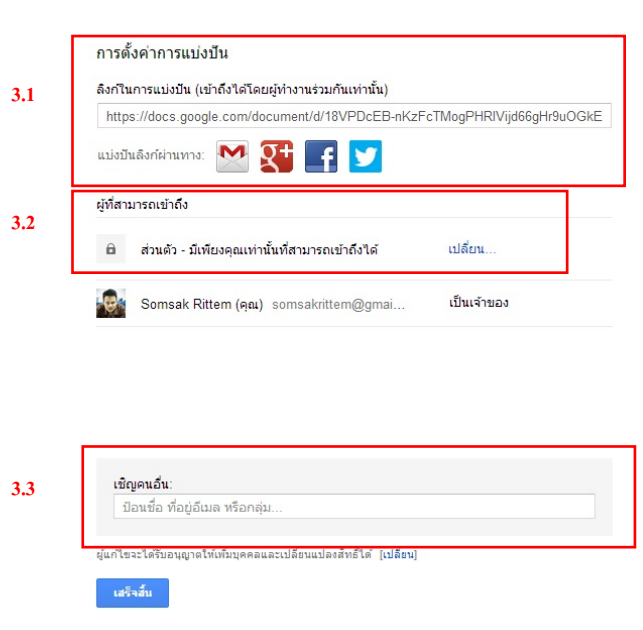 การตั้งค่าการแบ่งปัน
3.1
ลิงก์ในการแบ่งปัน (เข้าถึงได้โดยผู้ทำงานร่วมกันเท่านั้น)
https://docs.google.com/document/d/18VPDcEB-nKzFcTMogPHRlVijd66gHr9uOGkE
แบ่งปันลิงก์ผ่านทาง:
ผู้ที่สามารถเข้าถึง
3.2
ส่วนตัว - มีเพียงคุณเท่านั้นที่สามารถเข้าถึงได้ เปลี่ยน...
Somsak Rittem (คุณ) somsakrittem@gmai... เป็นเจ้าของ
3.3
เชิญคนอื่น:
ป้อนชื่อ ที่อยู่อีเมล หรือกลุ่ม...
ผู้แก้ไขจะได้รับอนุญาตให้เพิ่มบุคคลและเปลี่ยนแปลงสิทธิ์ได้ [เปลี่ยน]
เสร็จสิ้น